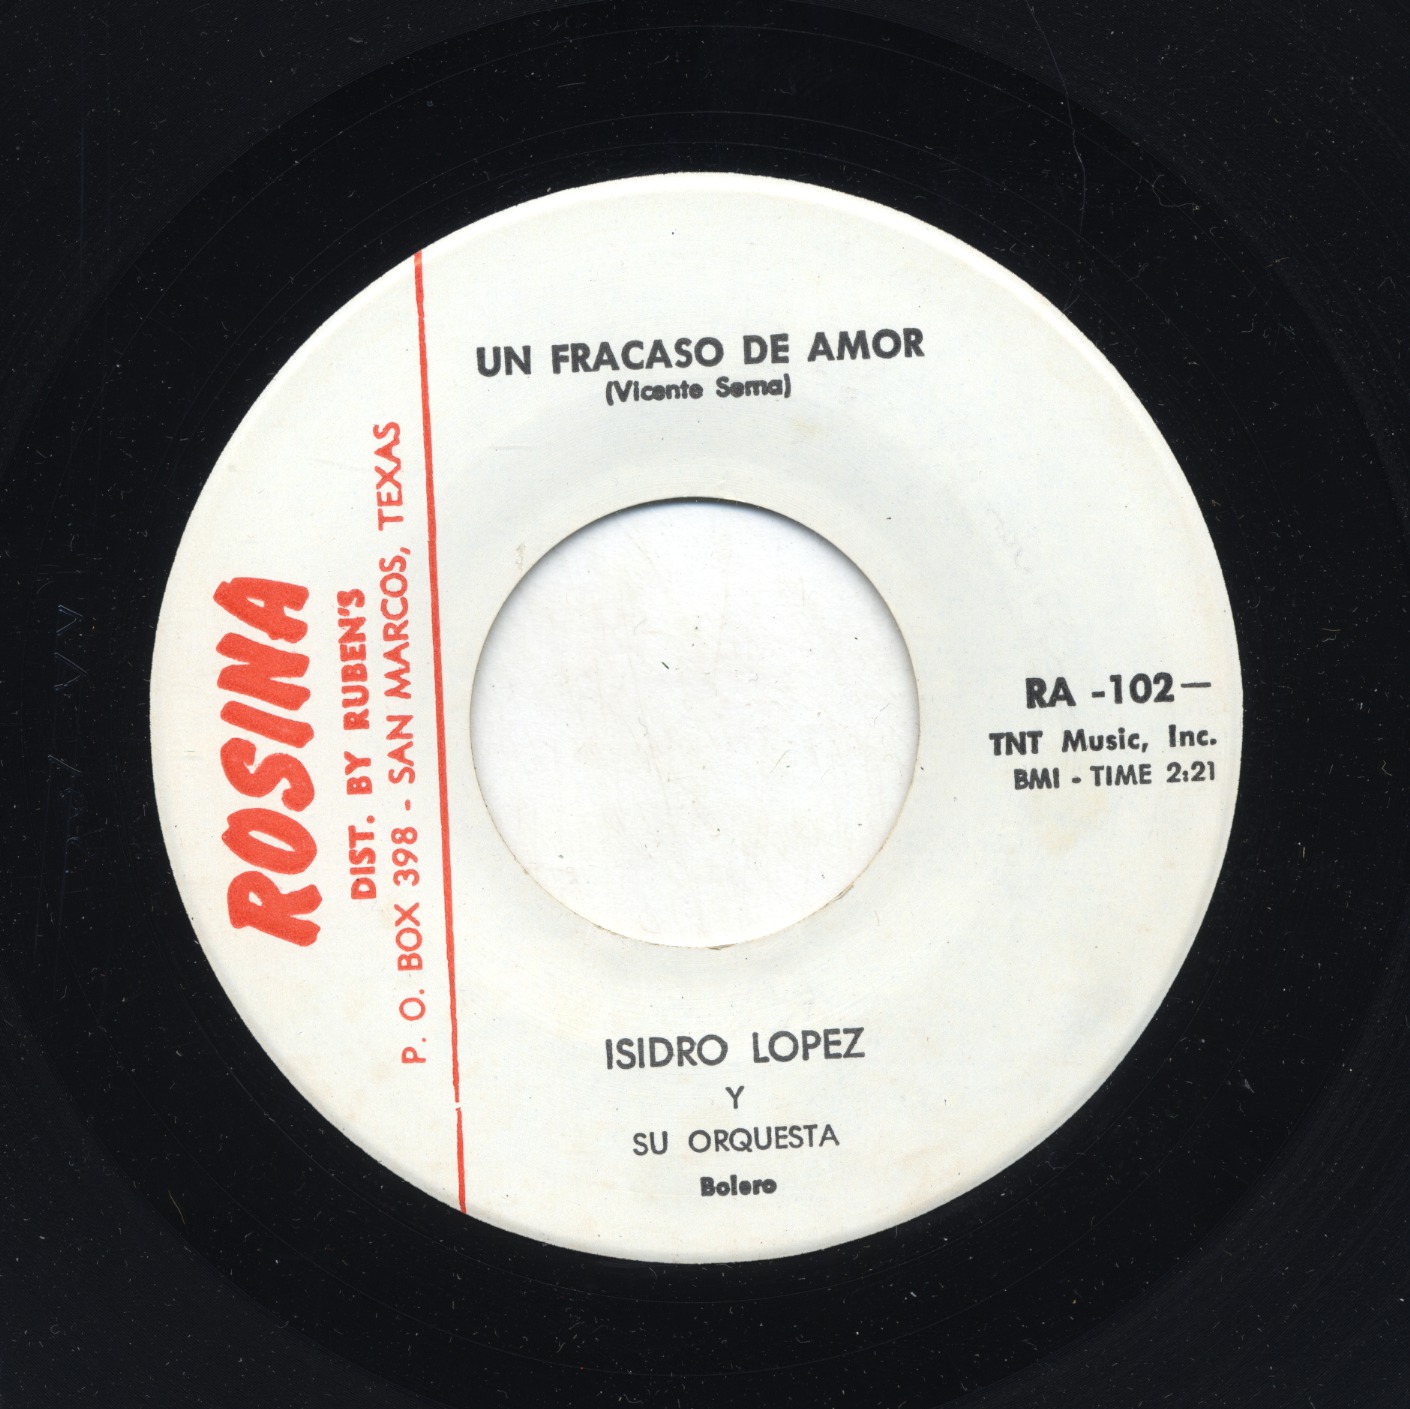 ROSINA
DIST. BY RUBEN'S
P. O. BOX 398 - SAN MARCOS, TEXAS
UN FRACASO DE AMOR
(Vicente Serna)
RA -102—
TNT Music, Inc.
BMI - TIME 2:21
ISIDRO LOPEZ
Y
SU ORQUESTA
Bolero